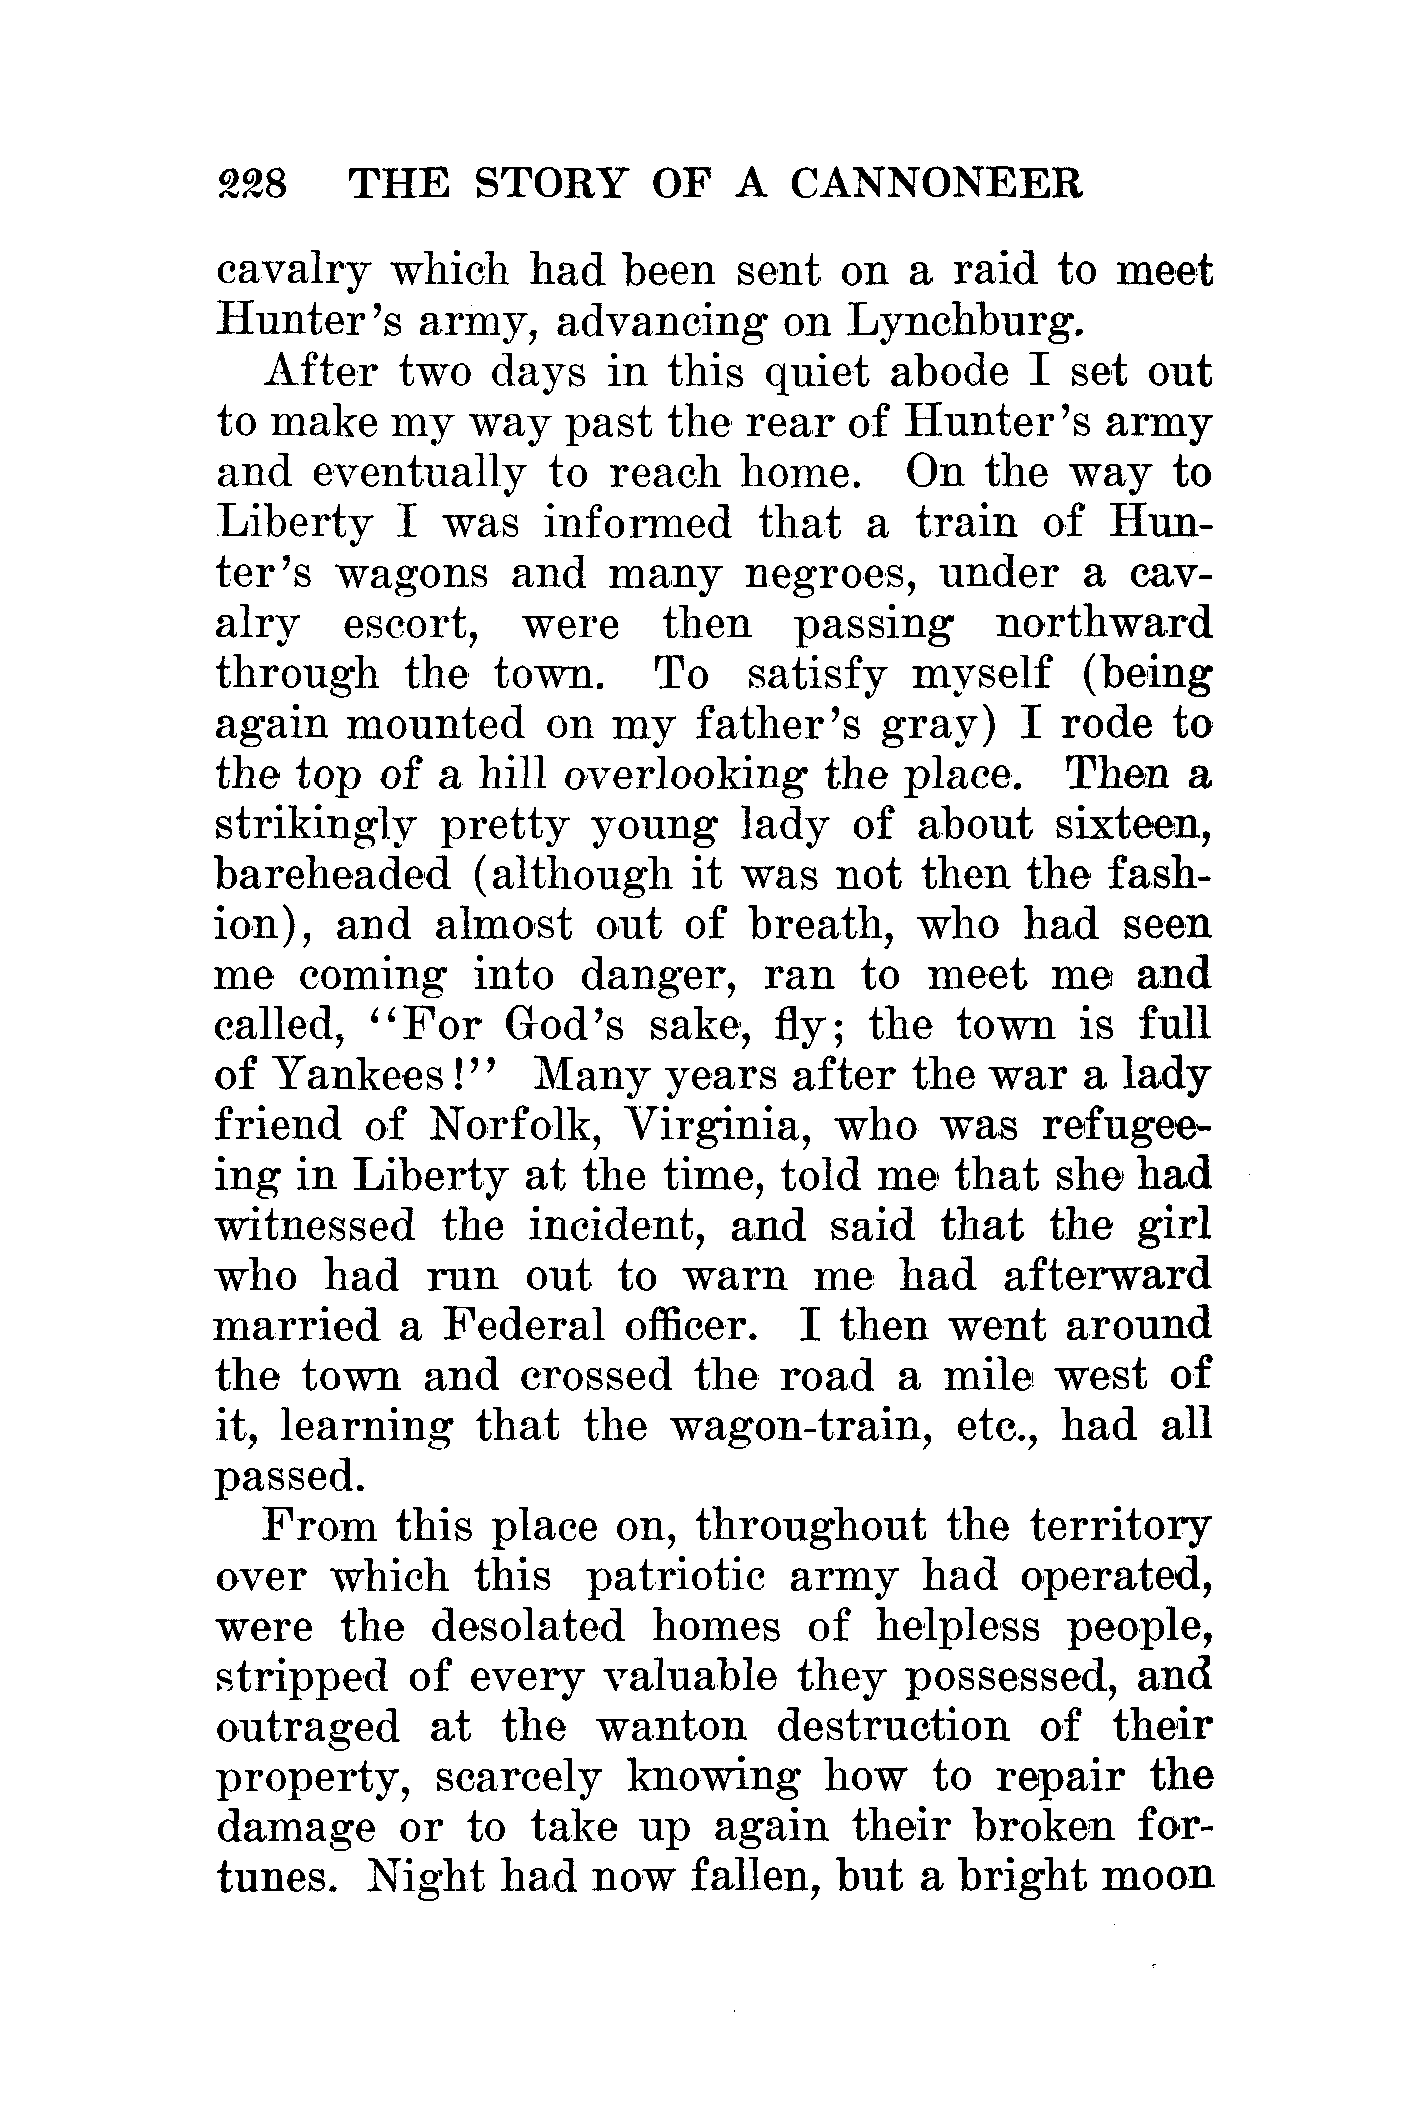 228 THE STORY OF A CANNONEER
cavalry which had been sent on a raid to meet
Hunter's army, advancing on Lynchburg.
After two days in this quiet abode I set out
to make my way past the rear of Hunter's army
and eventually to reach home. On the way to
Liberty I was informed that a train of Hun-
ter's wagons and many negroes, under a cav-
alry escort, were then passing northward
through the town. To satisfy myself (being
again mounted on my father's gray) I rode to
the top of a hill overlooking the place. Then a
strikingly pretty young lady of about sixteen,
bareheaded (although it was not then the fash-
ion), and almost out of breath, who had seen
me coming into danger, ran to meet me and
called, "For God's sake, fly; the town is full
of Yankees!" Many years after the war a lady
friend of Norfolk, Virginia, who was refugee-
ing in Liberty at the time, told me that she had
witnessed the incident, and said that the girl
who had run out to warn me had afterward
married a Federal officer. I then went around
the town and crossed the road a mile west of
it, learning that the wagon-train, etc., had all
passed.
From this place on, throughout the territory
over which this patriotic army had operated,
were the desolated homes of helpless people,
stripped of every valuable they possessed, and
outraged at the wanton destruction of their
property, scarcely knowing how to repair the
damage or to take up again their broken for-
tunes. Night had now fallen, but a bright moon